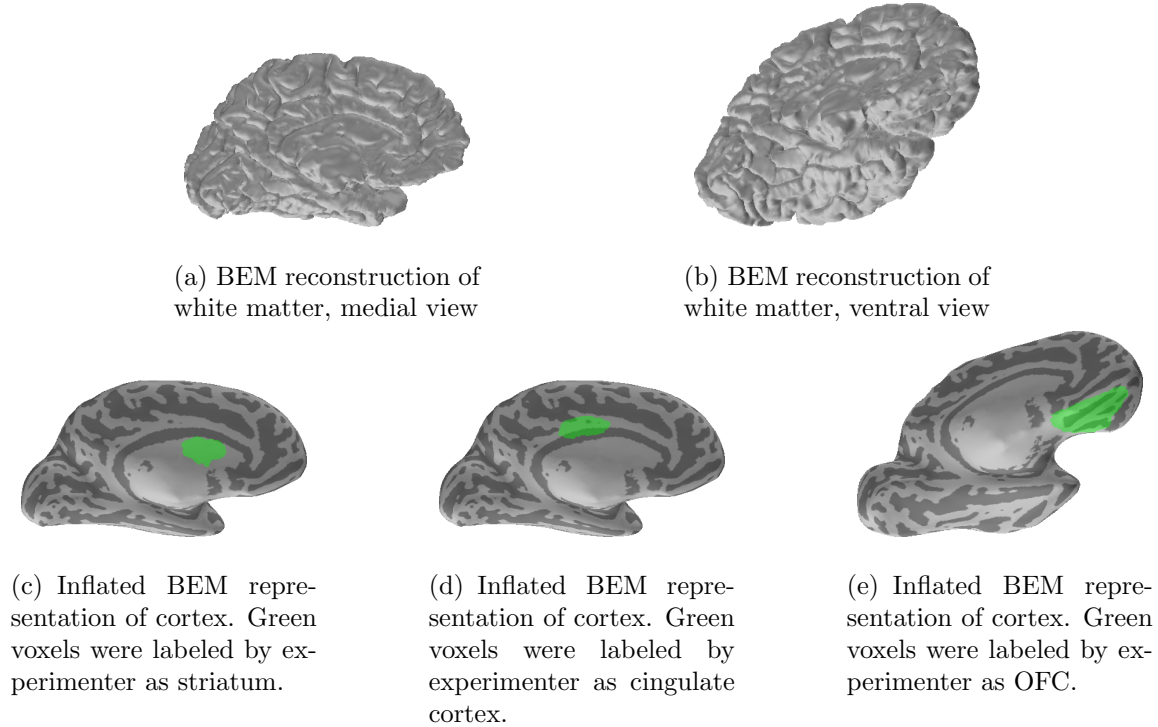 (a) BEM reconstruction of
white matter, medial view
(b) BEM reconstruction of
white matter, ventral view
(c) Inflated BEM repre-
sentation of cortex. Green
voxels were labeled by ex-
perimenter as striatum.
(d) Inflated BEM repre-
sentation of cortex. Green
voxels were labeled by
experimenter as cingulate
cortex.
(e) Inflated BEM repre-
sentation of cortex. Green
voxels were labeled by ex-
perimenter as OFC.